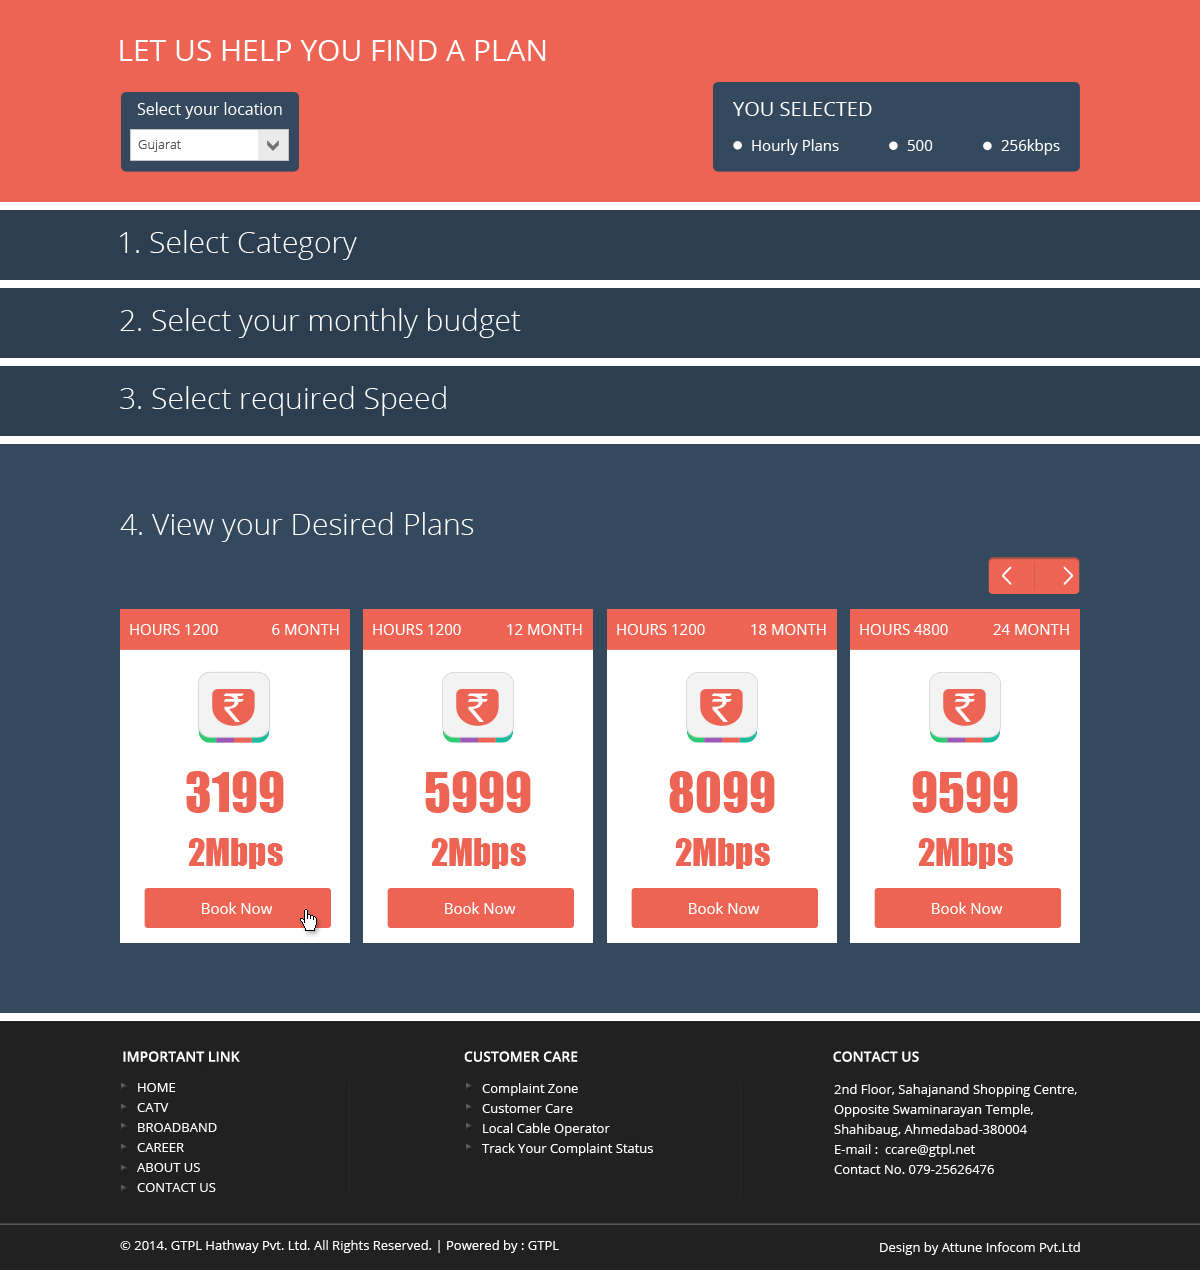 LET US HELP YOU FIND A PLAN
Select your location
Gujarat
YOU SELECTED
Hourly Plans 500 256kbps
1. Select Category
2. Select your monthly budget
3. Select required Speed
4. View your Desired Plans
HOURS 1200 6 MONTH
₹
3199
2Mbps
Book Now
HOURS 1200 12 MONTH
₹
5999
2Mbps
Book Now
HOURS 1200 18 MONTH
₹
8099
2Mbps
Book Now
HOURS 4800 24 MONTH
₹
9599
2Mbps
Book Now
IMPORTANT LINK
HOME
CATV
BROADBAND
CAREER
ABOUT US
CONTACT US
CUSTOMER CARE
Complaint Zone
Customer Care
Local Cable Operator
Track Your Complaint Status
CONTACT US
2nd Floor, Sahajanand Shopping Centre,
Opposite Swaminarayan Temple,
Shahibaug, Ahmedabad-380004
E-mail : ccare@gtpl.net
Contact No. 079-25626476
© 2014. GTPL Hathway Pvt. Ltd. All Rights Reserved. | Powered by : GTPL
Design by Attune Infocom Pvt.Ltd